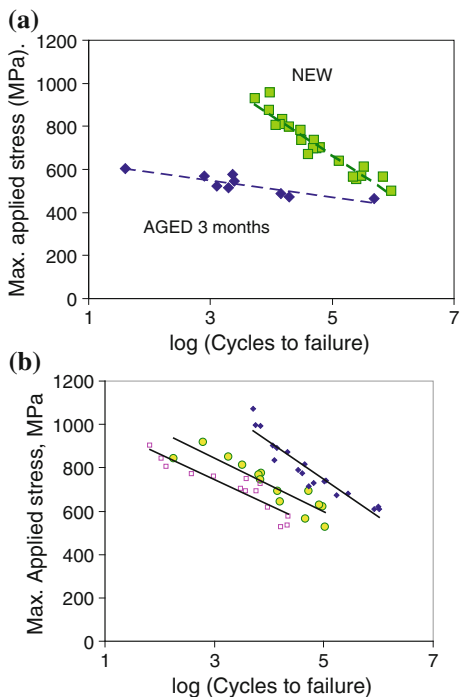 (a)
1200
1000
800
600
400
200
0
Max. applied stress (MPa).
NEW
AGED 3 months
1 3 5 7
log (Cycles to failure)
(b)
1200
1000
800
600
400
200
0
Max. Applied stress, MPa
1 3 5 7
log (Cycles to failure)